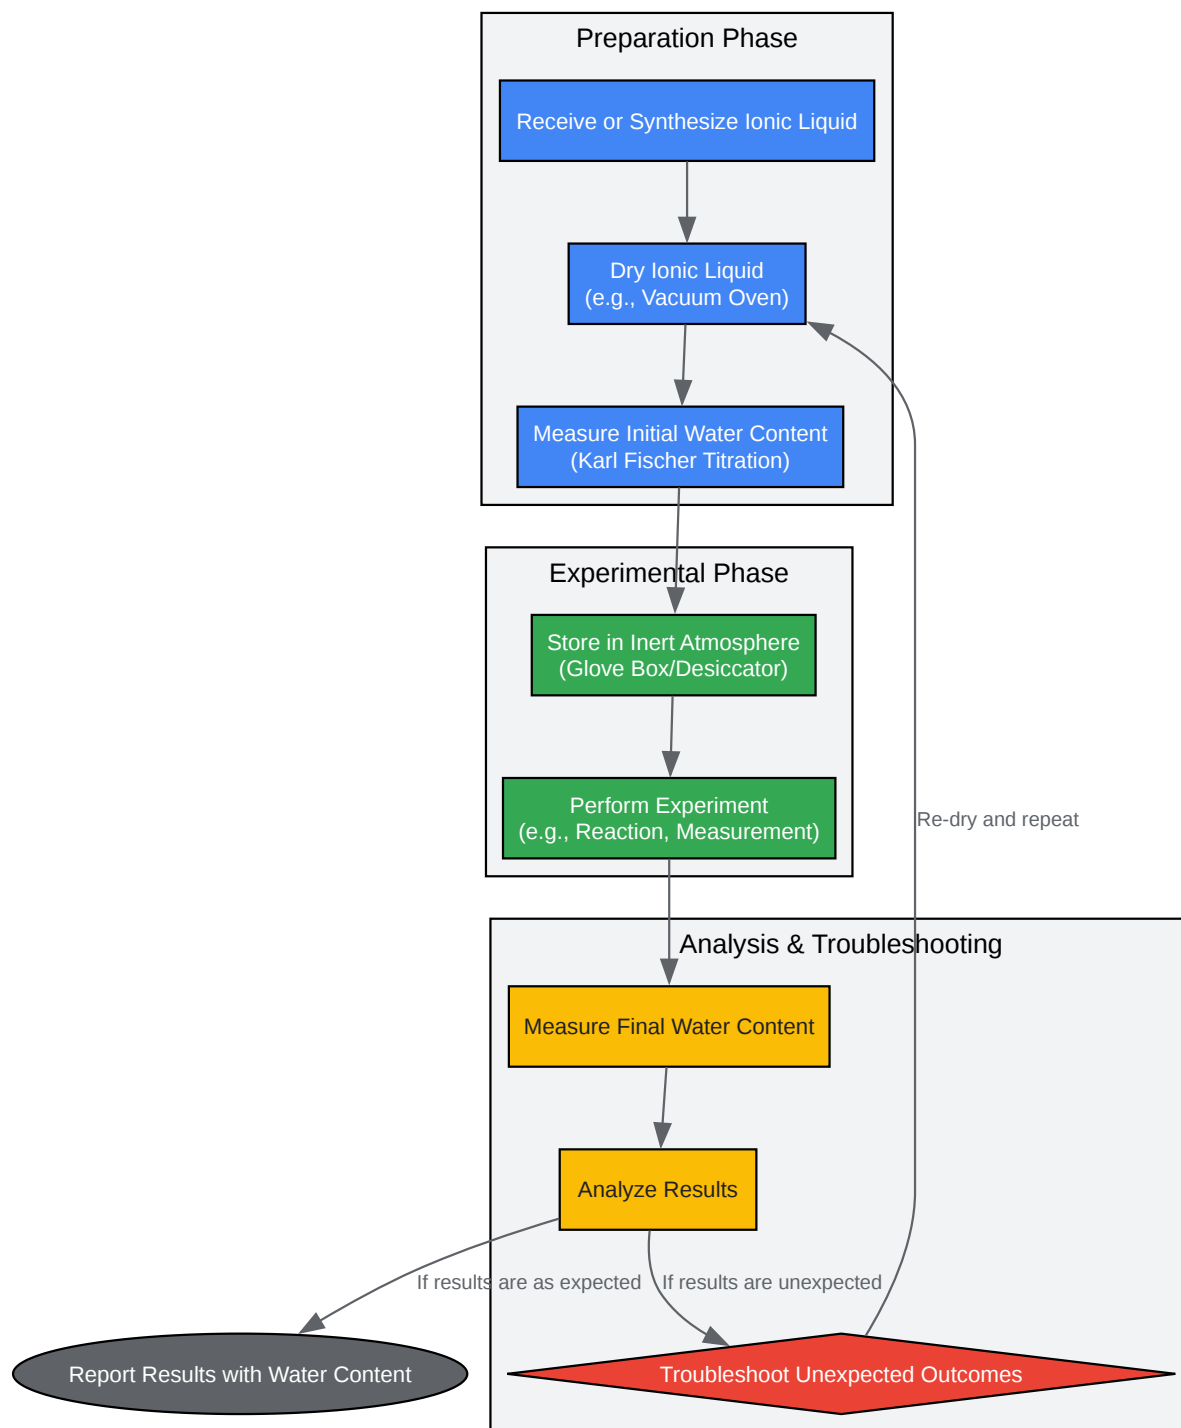 Preparation Phase
Receive or Synthesize Ionic Liquid
Dry Ionic Liquid
(e.g., Vacuum Oven)
Measure Initial Water Content
(Karl Fischer Titration)
Experimental Phase
Store in Inert Atmosphere
(Glove Box/Desiccator)
Perform Experiment
(e.g., Reaction, Measurement)
Re-dry and repeat
Analysis & Troubleshooting
Measure Final Water Content
Analyze Results
If results are as expected
If results are unexpected
Report Results with Water Content
Troubleshoot Unexpected Outcomes